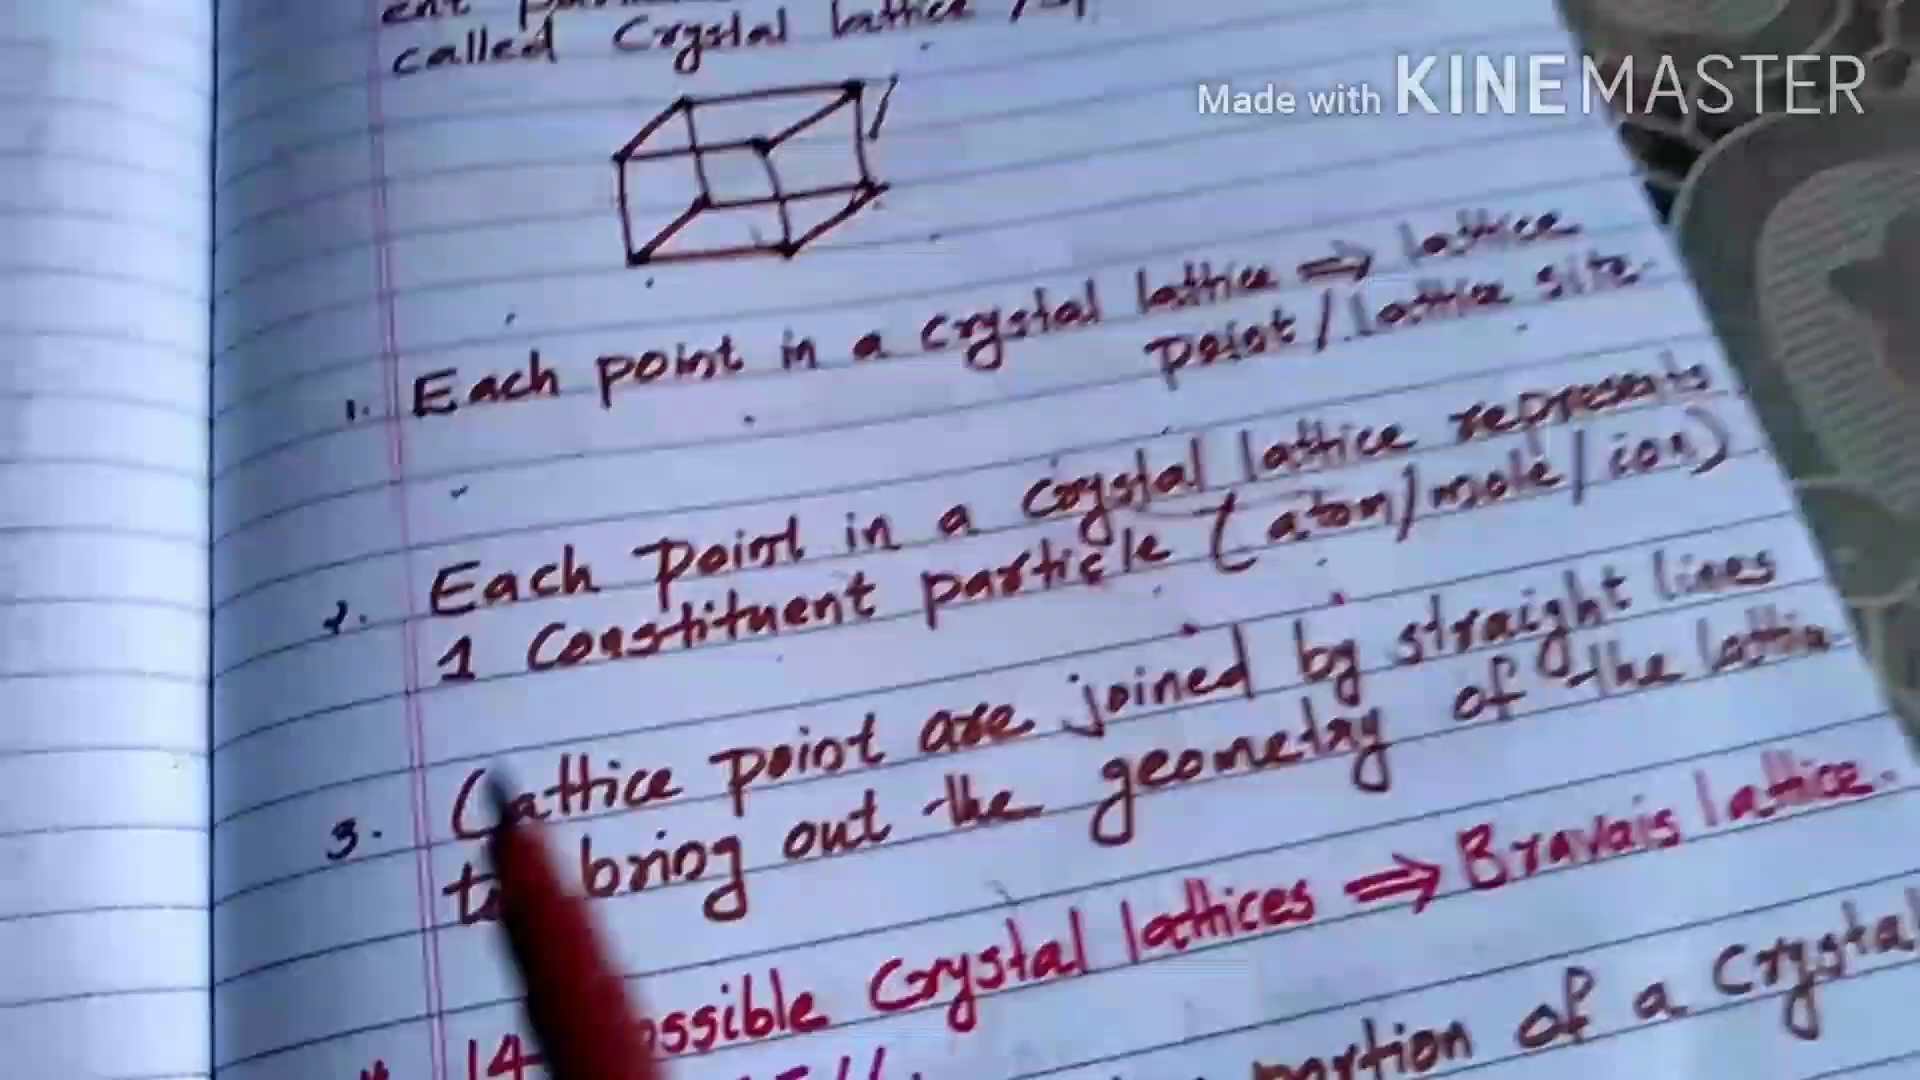 called Crystal lattice
Made with KINEMASTER
1. Each point in a crystal lattice ⇒ lattice
point / lattice site.
2. Each point in a crystal lattice represents
1 Constituent particle (atom/mole/ion)
3. Lattice point are joined by straight lines
to bring out the geometry of the
14 Crystal lattices ⇒ Bravais lattice.
portion of a Crystal